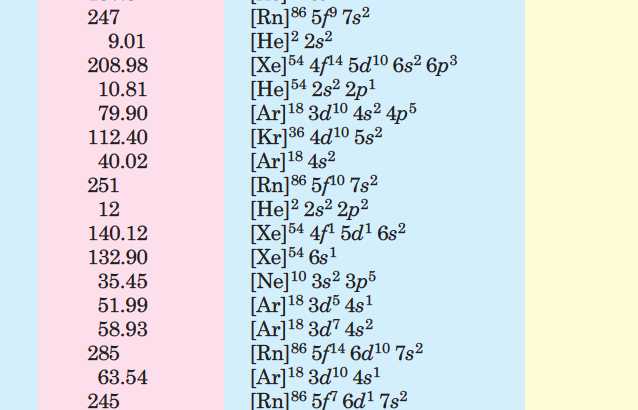 247 [Rn]⁸⁶ 5f⁹ 7s²
9.01 [He]² 2s²
208.98 [Xe]⁵⁴ 4f¹⁴ 5d¹⁰ 6s² 6p³
10.81 [He]⁵⁴ 2s² 2p¹
79.90 [Ar]¹⁸ 3d¹⁰ 4s² 4p⁵
112.40 [Kr]³⁶ 4d¹⁰ 5s²
40.02 [Ar]¹⁸ 4s²
251 [Rn]⁸⁶ 5f¹⁰ 7s²
12 [He]² 2s² 2p²
140.12 [Xe]⁵⁴ 4f¹ 5d¹ 6s²
132.90 [Xe]⁵⁴ 6s¹
35.45 [Ne]¹⁰ 3s² 3p⁵
51.99 [Ar]¹⁸ 3d⁵ 4s¹
58.93 [Ar]¹⁸ 3d⁷ 4s²
285 [Rn]⁸⁶ 5f¹⁴ 6d¹⁰ 7s²
63.54 [Ar]¹⁸ 3d¹⁰ 4s¹
245 [Rn]⁸⁶ 5f⁷ 6d¹ 7s²